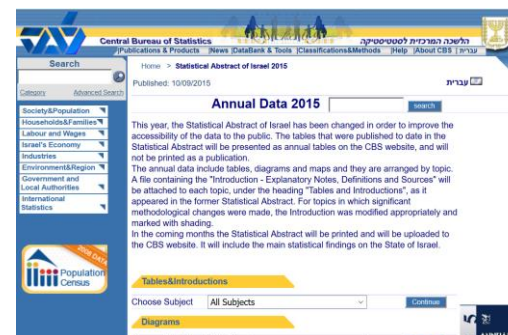 Central Bureau of Statistics
הלשכה המרכזית לסטטיסטיקה
|Publications & Products |News |DataBank & Tools |Classifications&Methods |Help |About CBS | עברית
Search
Category Advanced Search
Society&Population
Households&Families
Labour and Wages
Israel's Economy
Industries
Environment&Region
Government and
Local Authorities
International
Statistics
2008 DATA
Population
Census
Home > Statistical Abstract of Israel 2015
Published: 10/09/2015
עברית
Annual Data 2015
search
This year, the Statistical Abstract of Israel has been changed in order to improve the
accessibility of the data to the public. The tables that were published to date in the
Statistical Abstract will be presented as annual tables on the CBS website, and will
not be printed as a publication.
The annual data include tables, diagrams and maps and they are arranged by topic.
A file containing the "Introduction - Explanatory Notes, Definitions and Sources" will
be attached to each topic, under the heading "Tables and Introductions", as it
appeared in the former Statistical Abstract. For topics in which significant
methodological changes were made, the Introduction was modified appropriately and
marked with shading.
In the coming months the Statistical Abstract will be printed and will be uploaded to
the CBS website. It will include the main statistical findings on the State of Israel.
Tables&Introductions
Choose Subject All Subjects Continue
Diagrams